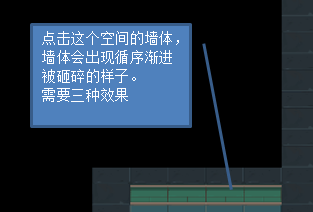 点击这个空间的墙体，
墙体会出现循序渐进
被砸碎的样子。
需要三种效果